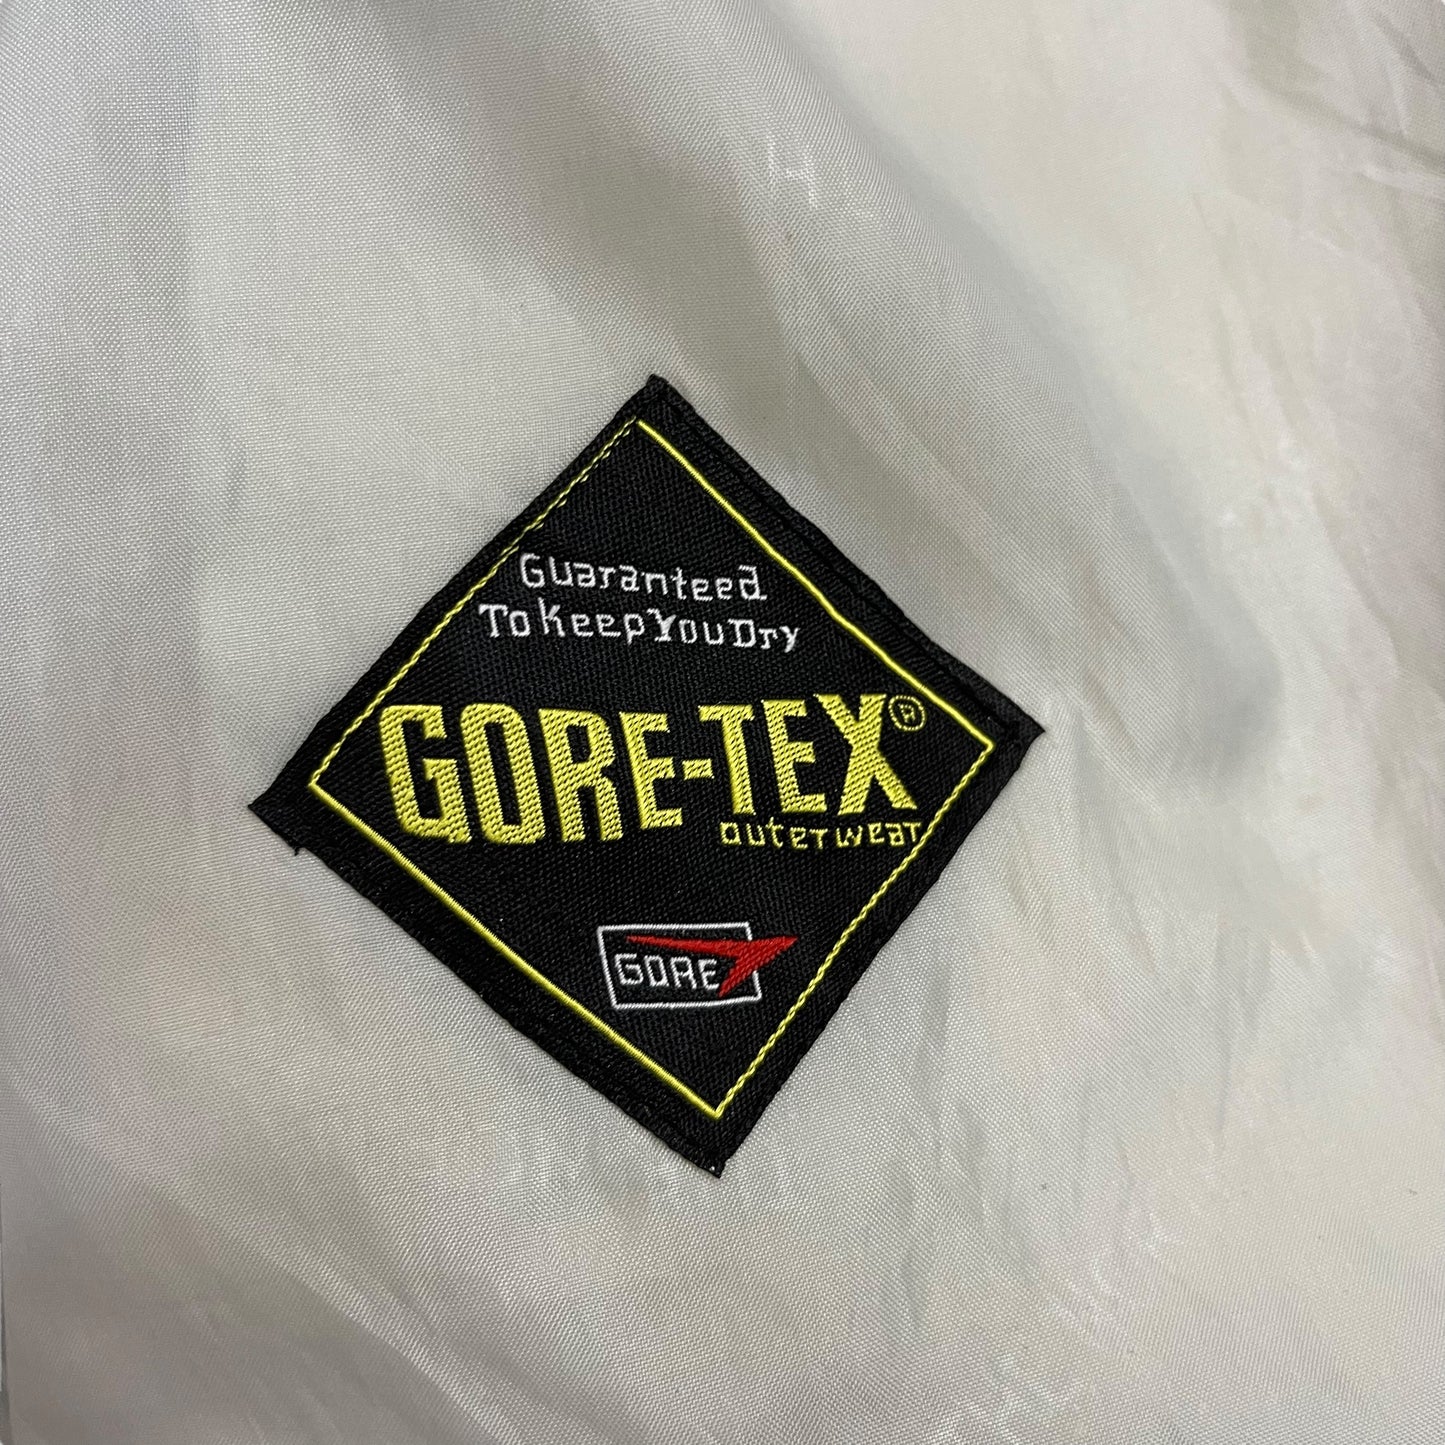 Guaranteed
To Keep You Dry
GORE-TEX®
outerwear
GORE